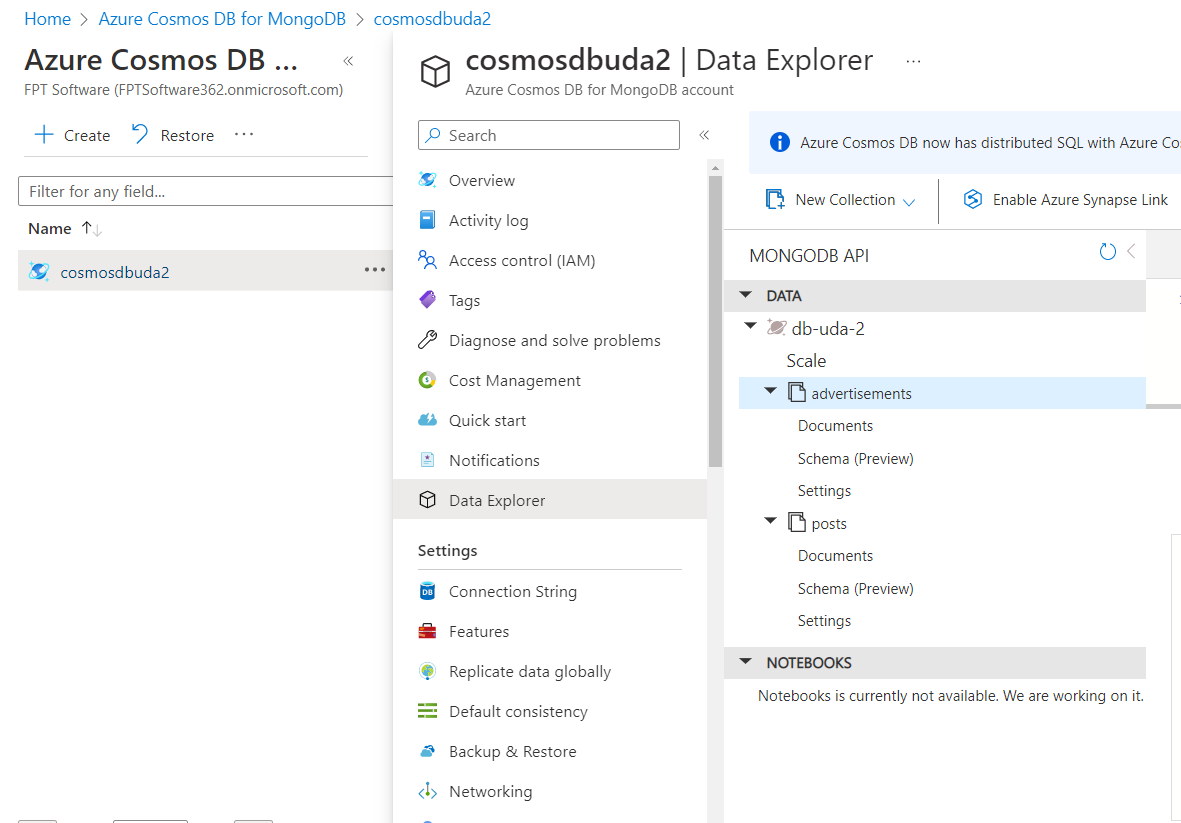 Home > Azure Cosmos DB for MongoDB > cosmosdbuda2
Azure Cosmos DB ...
«
FPT Software (FPTSoftware362.onmicrosoft.com)
Create
Restore
...
Filter for any field...
Name
cosmosdbuda2
...
cosmosdbuda2 | Data Explorer
...
Azure Cosmos DB for MongoDB account
Search
«
Overview
Activity log
Access control (IAM)
Tags
Diagnose and solve problems
Cost Management
Quick start
Notifications
Data Explorer
Settings
Connection String
Features
Replicate data globally
Default consistency
Backup & Restore
Networking
Azure Cosmos DB now has distributed SQL with Azure
New Collection
Enable Azure Synapse Link
MONGODB API
DATA
db-uda-2
Scale
advertisements
Documents
Schema (Preview)
Settings
posts
Documents
Schema (Preview)
Settings
NOTEBOOKS
Notebooks is currently not available. We are working on it.